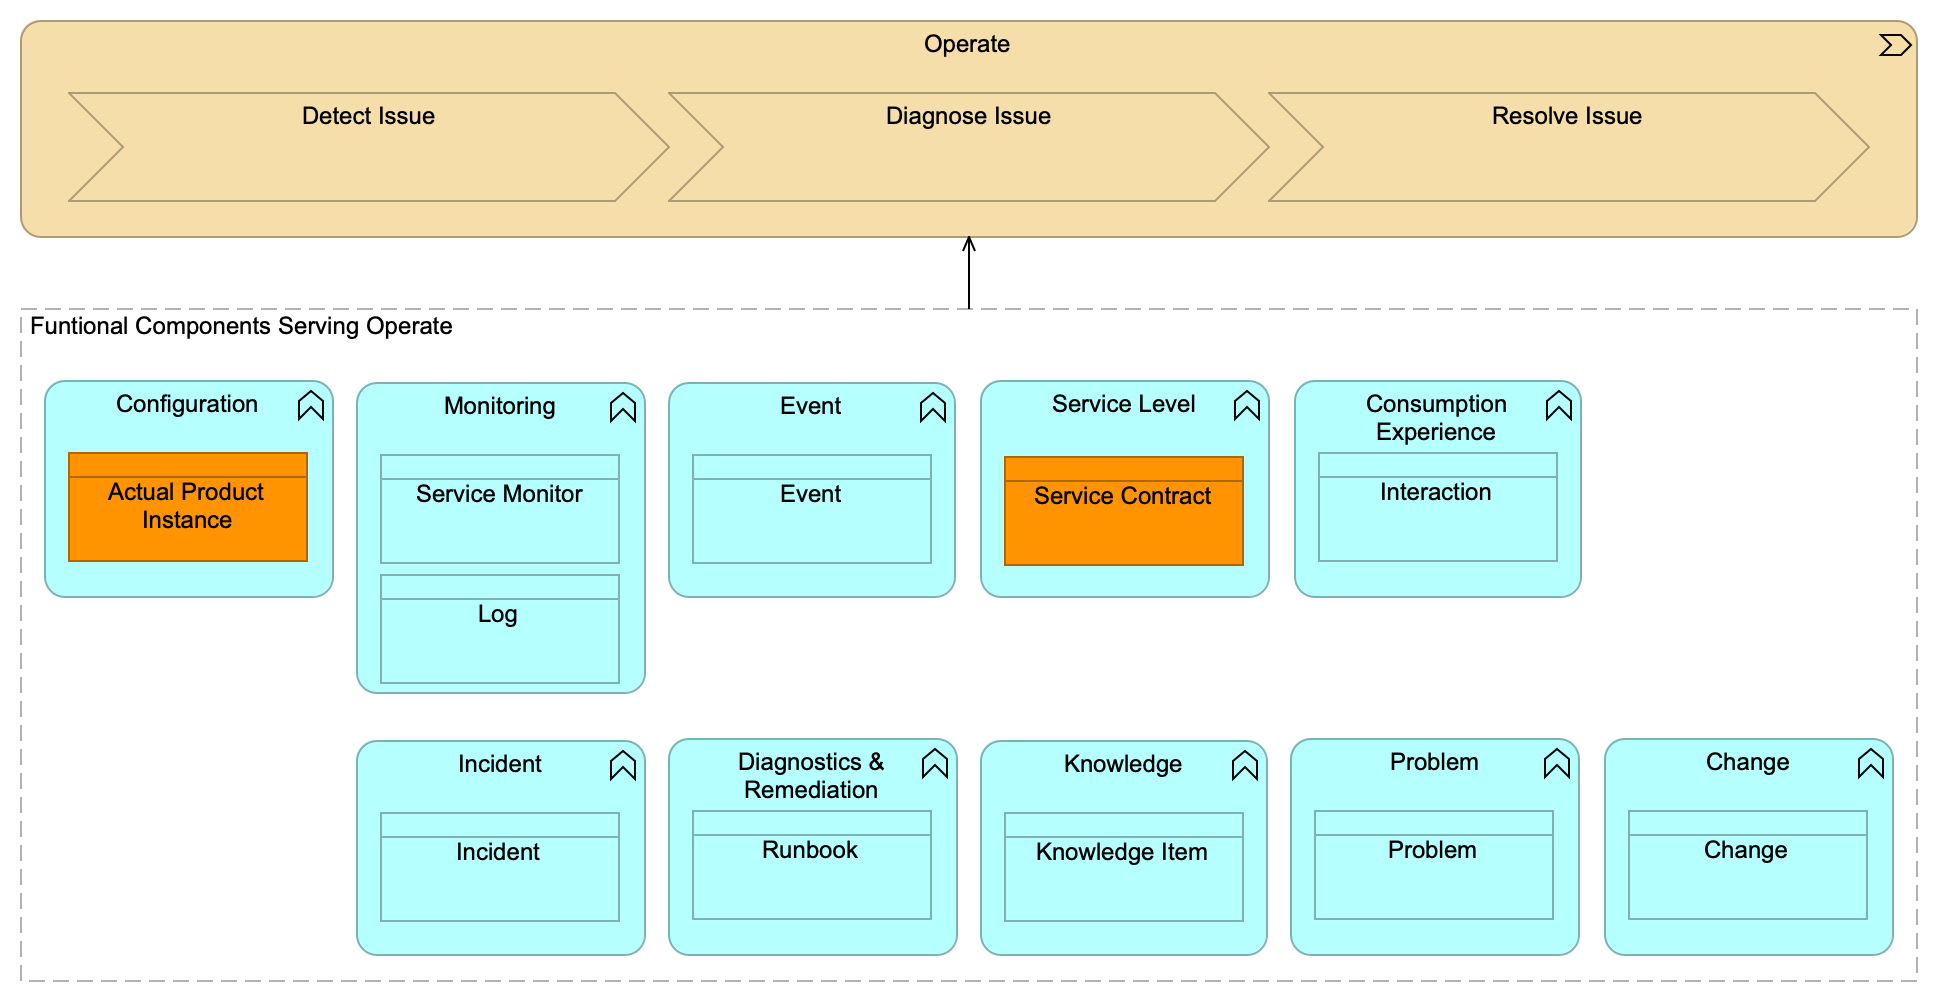 Operate
Detect Issue
Diagnose Issue
Resolve Issue
Funtional Components Serving Operate
Configuration
Actual Product
Instance
Monitoring
Service Monitor
Log
Event
Event
Service Level
Service Contract
Consumption
Experience
Interaction
Incident
Incident
Diagnostics &
Remediation
Runbook
Knowledge
Knowledge Item
Problem
Problem
Change
Change